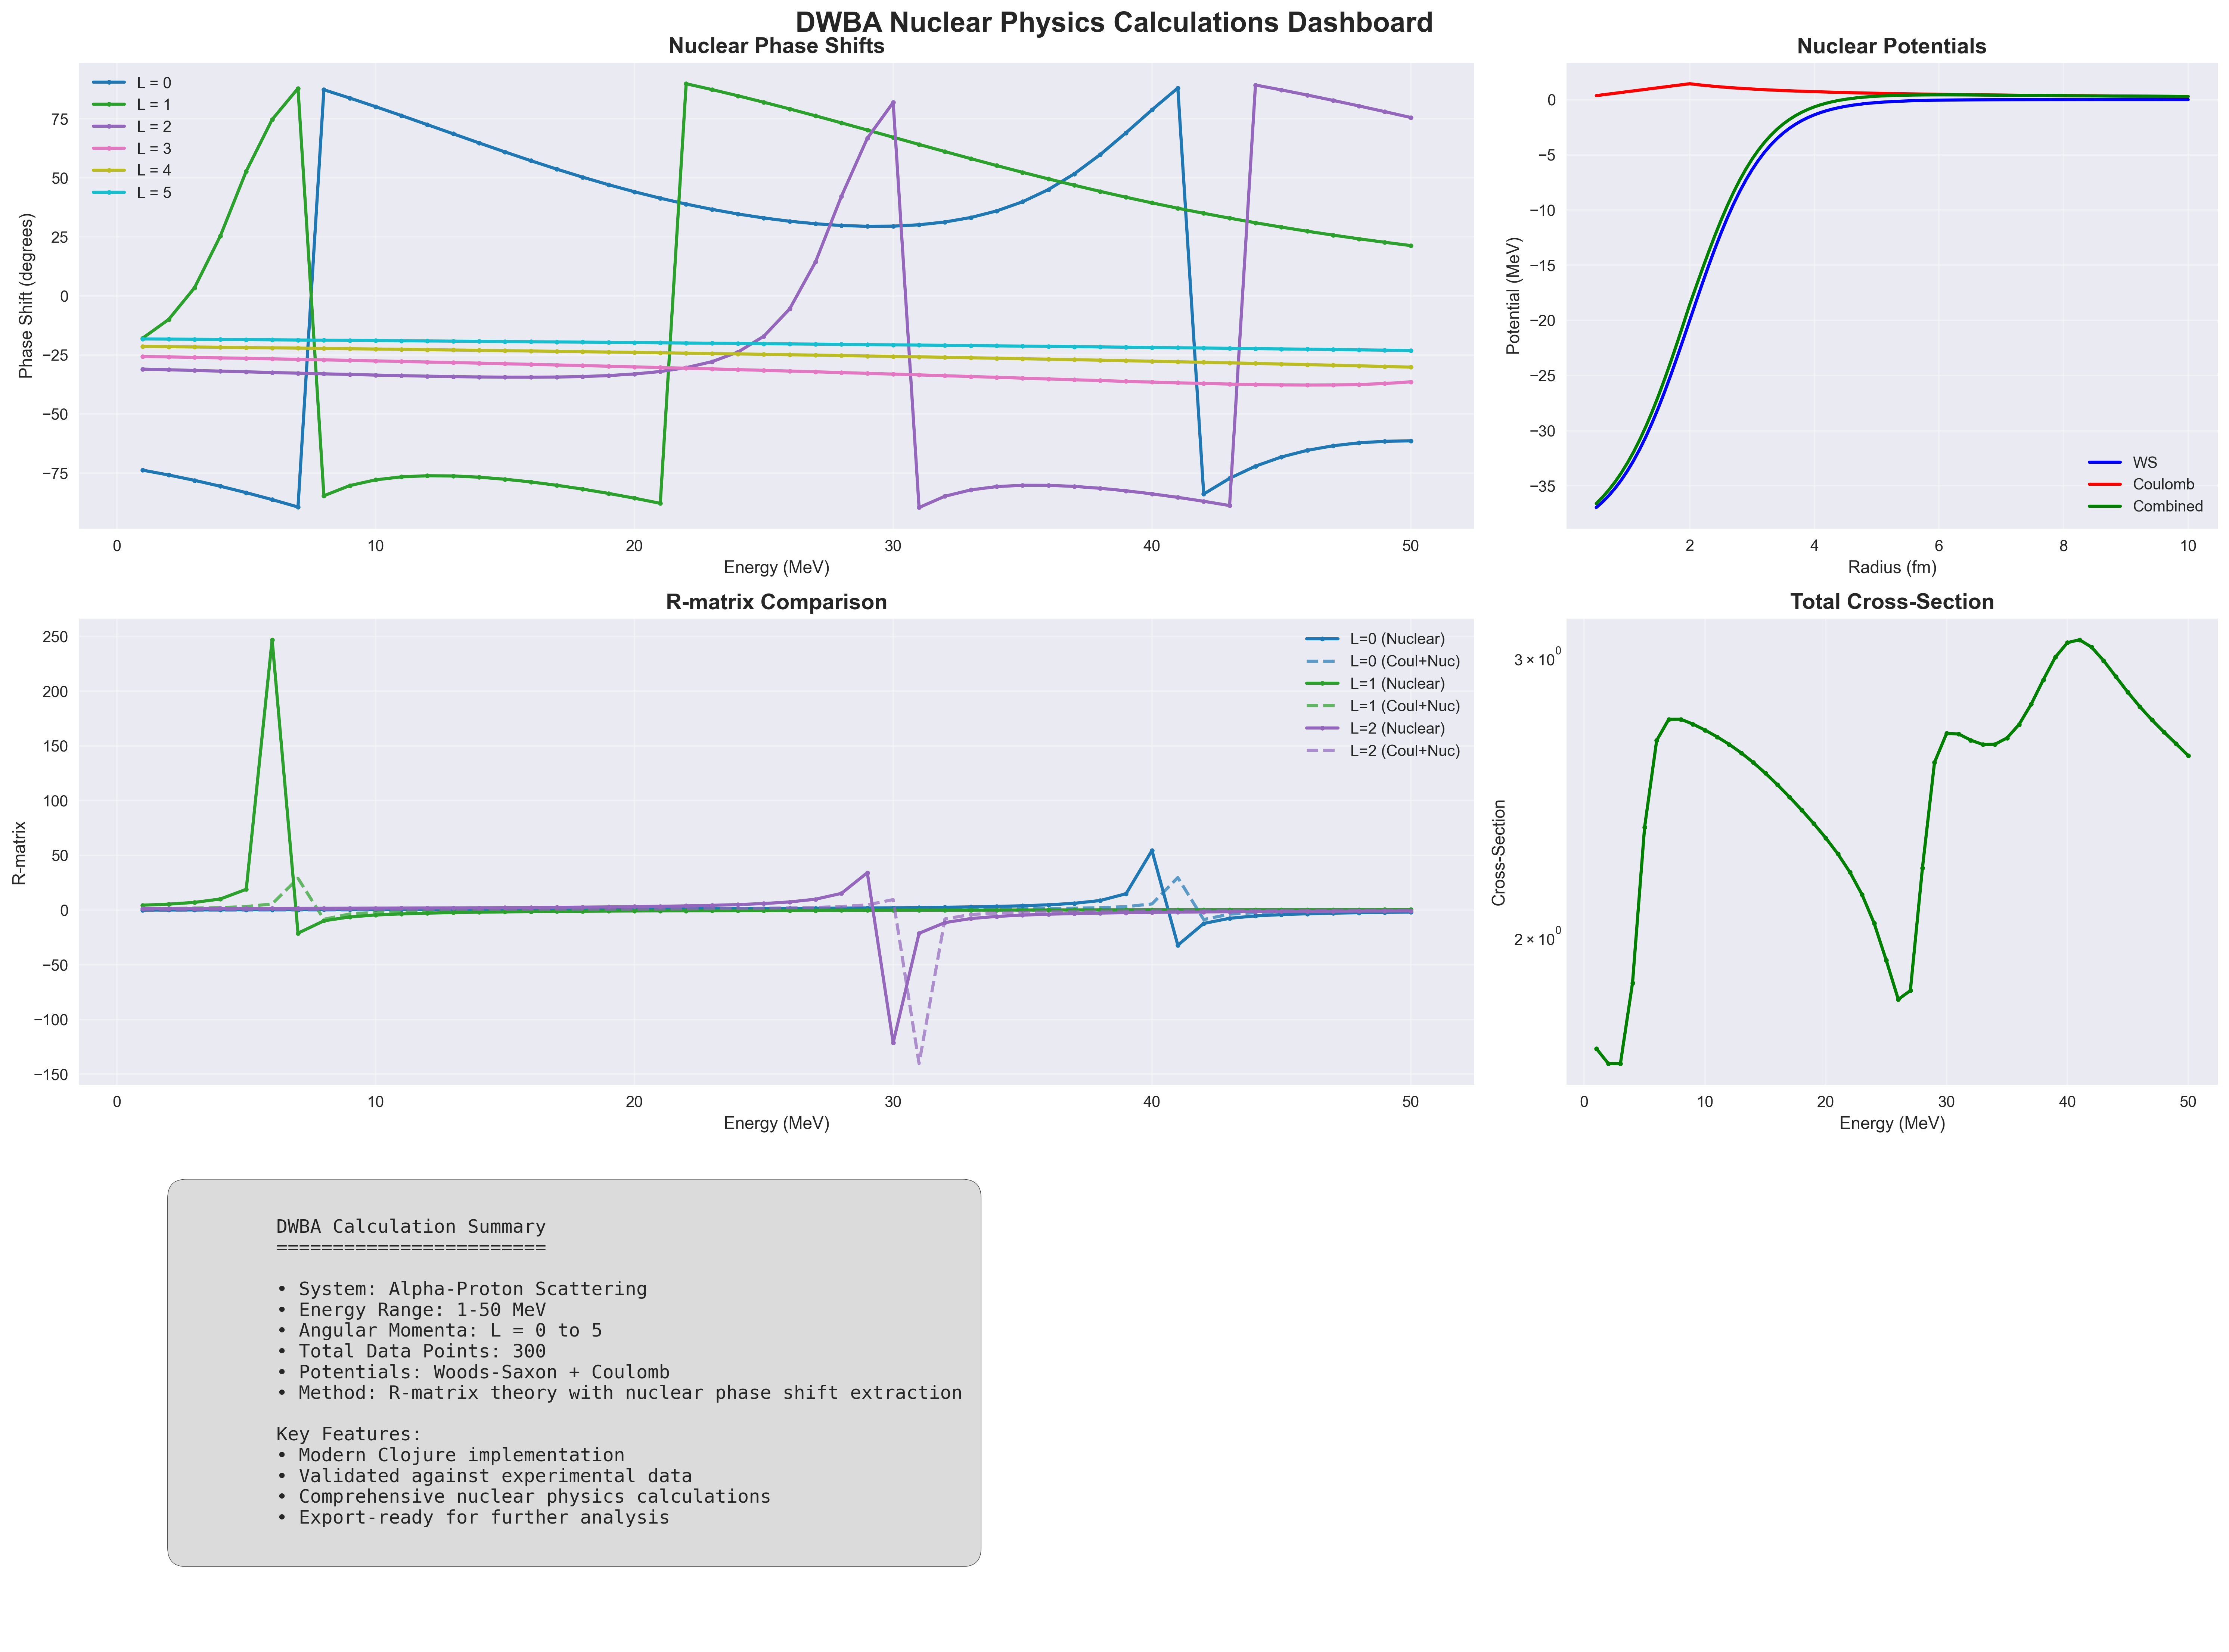 DWBA Nuclear Physics Calculations Dashboard
Nuclear Phase Shifts
L = 0
L = 1
L = 2
L = 3
L = 4
L = 5
75
50
25
0
−25
−50
−75
Phase Shift (degrees)
0 10 20 30 40 50
Energy (MeV)
Nuclear Potentials
0
−5
−10
−15
−20
−25
−30
−35
Potential (MeV)
WS
Coulomb
Combined
2 4 6 8 10
Radius (fm)
R-matrix Comparison
250
200
150
100
50
0
−50
−100
−150
R-matrix
L=0 (Nuclear)
L=0 (Coul+Nuc)
L=1 (Nuclear)
L=1 (Coul+Nuc)
L=2 (Nuclear)
L=2 (Coul+Nuc)
0 10 20 30 40 50
Energy (MeV)
Total Cross-Section
3 × 10⁰
2 × 10⁰
Cross-Section
0 10 20 30 40 50
Energy (MeV)
DWBA Calculation Summary
========================
• System: Alpha-Proton Scattering
• Energy Range: 1-50 MeV
• Angular Momenta: L = 0 to 5
• Total Data Points: 300
• Potentials: Woods-Saxon + Coulomb
• Method: R-matrix theory with nuclear phase shift extraction
Key Features:
• Modern Clojure implementation
• Validated against experimental data
• Comprehensive nuclear physics calculations
• Export-ready for further analysis